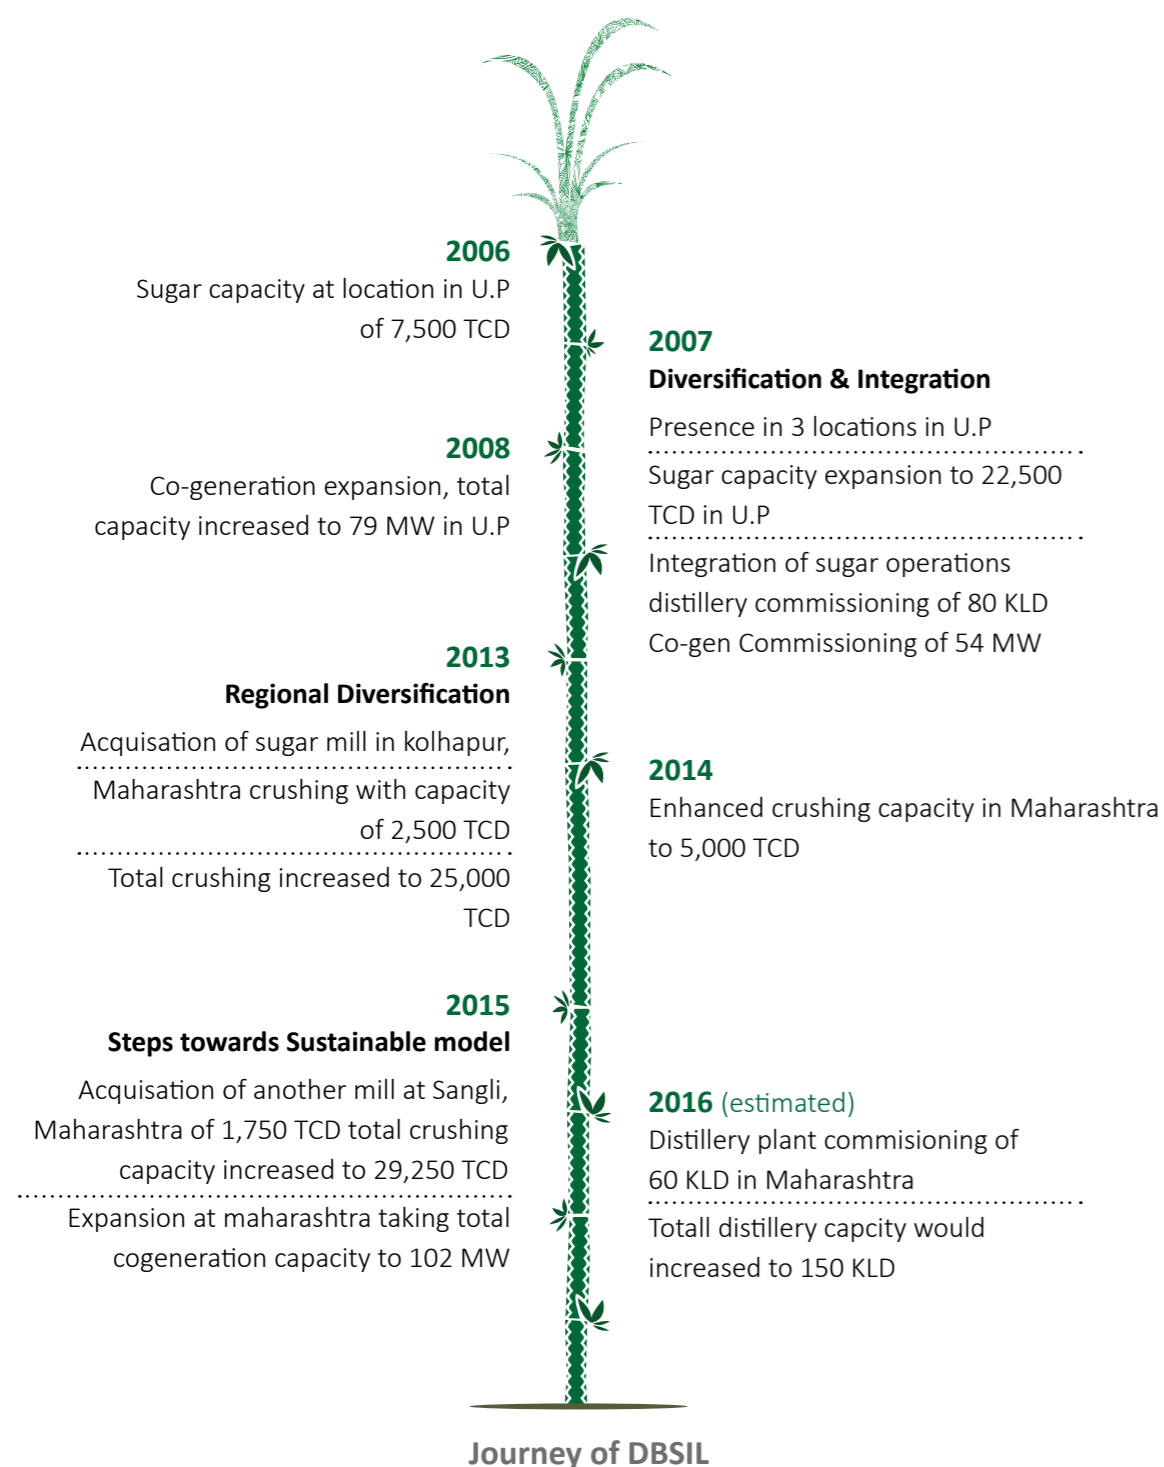 2006
Sugar capacity at location in U.P
of 7,500 TCD
2007
Diversification & Integration
Presence in 3 locations in U.P
Sugar capacity expansion to 22,500
TCD in U.P
Integration of sugar operations
distillery commissioning of 80 KLD
Co-gen Commissioning of 54 MW
2008
Co-generation expansion, total
capacity increased to 79 MW in U.P
2013
Regional Diversification
Acquisation of sugar mill in kolhapur,
Maharashtra crushing with capacity
of 2,500 TCD
Total crushing increased to 25,000
TCD
2014
Enhanced crushing capacity in Maharashtra
to 5,000 TCD
2015
Steps towards Sustainable model
Acquisation of another mill at Sangli,
Maharashtra of 1,750 TCD total crushing
capacity increased to 29,250 TCD
Expansion at maharashtra taking total
cogeneration capacity to 102 MW
2016 (estimated)
Distillery plant commisioning of
60 KLD in Maharashtra
Totall distillery capcity would
increased to 150 KLD
Journey of DBSIL